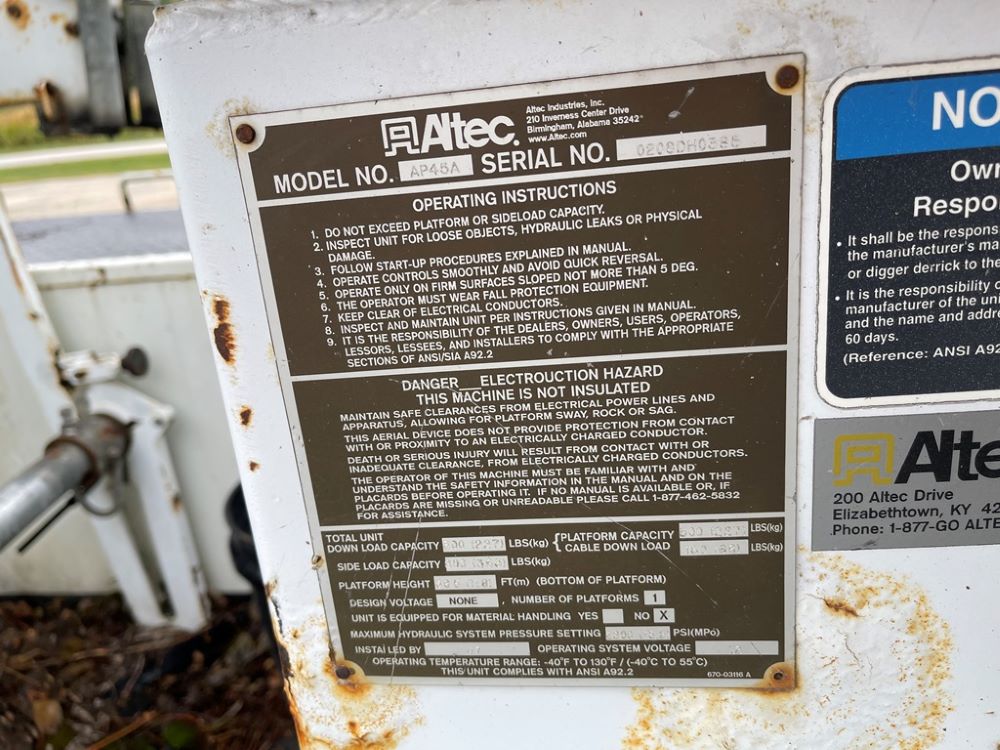 Altec.
Altec Industries, Inc.
210 Inverness Center Drive
Birmingham, Alabama 35242
www.Altec.com
MODEL NO. SERIAL NO.
OPERATING INSTRUCTIONS
1. DO NOT EXCEED PLATFORM OR SIDELOAD CAPACITY.
2. INSPECT UNIT FOR LOOSE OBJECTS, HYDRAULIC LEAKS OR PHYSICAL
DAMAGE.
3. FOLLOW START-UP PROCEDURES EXPLAINED IN MANUAL.
4. OPERATE CONTROLS SMOOTHLY AND AVOID QUICK REVERSAL.
5. OPERATE ONLY ON FIRM SURFACES SLOPED NOT MORE THAN 5 DEG.
6. THE OPERATOR MUST WEAR FALL PROTECTION EQUIPMENT.
7. KEEP CLEAR OF ELECTRICAL CONDUCTORS.
8. INSPECT AND MAINTAIN UNIT PER INSTRUCTIONS GIVEN IN MANUAL.
9. IT IS THE RESPONSIBILITY OF THE DEALERS, OWNERS, USERS, OPERATORS,
LESSORS, LESSEES, AND INSTALLERS TO COMPLY WITH THE APPROPRIATE
SECTIONS OF ANSI/SIA A92.2
DANGER__ELECTROUCTION HAZARD
THIS MACHINE IS NOT INSULATED
MAINTAIN SAFE CLEARANCES FROM ELECTRICAL POWER LINES AND
APPARATUS, ALLOWING FOR PLATFORM SWAY, ROCK OR SAG.
THIS AERIAL DEVICE DOES NOT PROVIDE PROTECTION FROM CONTACT
WITH OR PROXIMITY TO AN ELECTRICALLY CHARGED CONDUCTOR.
DEATH OR SERIOUS INJURY WILL RESULT FROM CONTACT WITH OR
INADEQUATE CLEARANCE, FROM ELECTRICALLY CHARGED CONDUCTORS.
THE OPERATOR OF THIS MACHINE MUST BE FAMILIAR WITH AND
UNDERSTAND THE SAFETY INFORMATION IN THE MANUAL AND ON THE
PLACARDS BEFORE OPERATING IT. IF NO MANUAL IS AVAILABLE OR, IF
PLACARDS ARE MISSING OR UNREADABLE PLEASE CALL 1-877-462-5832
FOR ASSISTANCE.
TOTAL UNIT
DOWN LOAD CAPACITY LBS(kg) { PLATFORM CAPACITY LBS(kg)
CABLE DOWN LOAD LBS(kg)
SIDE LOAD CAPACITY LBS(kg)
PLATFORM HEIGHT FT(m) (BOTTOM OF PLATFORM)
DESIGN VOLTAGE NONE , NUMBER OF PLATFORMS 1
UNIT IS EQUIPPED FOR MATERIAL HANDLING YES NO X
MAXIMUM HYDRAULIC SYSTEM PRESSURE SETTING PSI(MPa)
INSTALLED BY OPERATING SYSTEM VOLTAGE
OPERATING TEMPERATURE RANGE: -40°F TO 130°F / (-40°C TO 55°C)
THIS UNIT COMPLIES WITH ANSI A92.2
670-03116 A
NO
Own
Respo
• It shall be the respons
the manufacturer's ma
or digger derrick to the
• It is the responsibility o
manufacturer of the uni
and the name and addre
60 days.
(Reference: ANSI A92
Alte
200 Altec Drive
Elizabethtown, KY 42
Phone: 1-877-GO ALTE